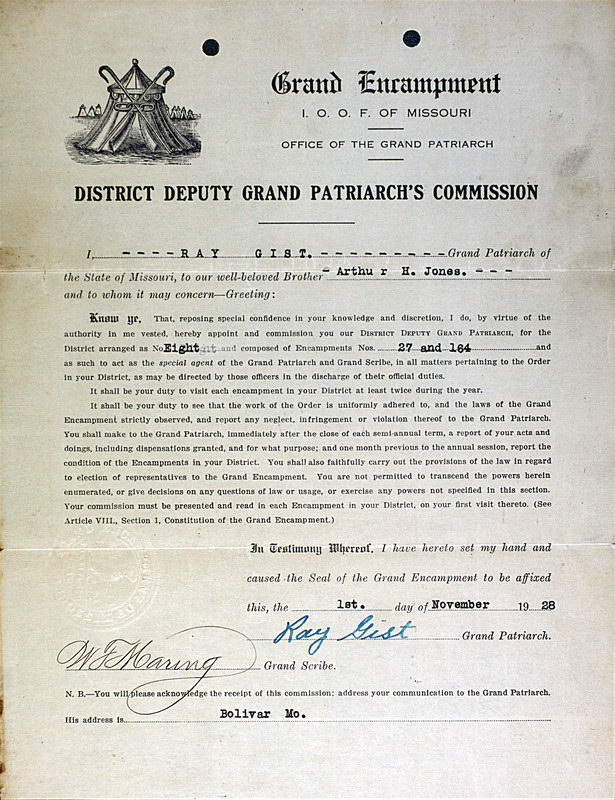 Grand Encampment
I. O. O. F. OF MISSOURI
OFFICE OF THE GRAND PATRIARCH
DISTRICT DEPUTY GRAND PATRIARCH'S COMMISSION
I, - - - - R A Y G I S T. - - - - - - - - - Grand Patriarch of
the State of Missouri, to our well-beloved Brother - Arthu r H. Jones. - - -
and to whom it may concern—Greeting:
Know ye, That, reposing special confidence in your knowledge and discretion, I do, by virtue of the
authority in me vested, hereby appoint and commission you our DISTRICT DEPUTY GRAND PATRIARCH, for the
District arranged as No. Eight and composed of Encampments Nos. 27 and 164 and
as such to act as the special agent of the Grand Patriarch and Grand Scribe, in all matters pertaining to the Order
in your District, as may be directed by those officers in the discharge of their official duties.
It shall be your duty to visit each encampment in your District at least twice during the year.
It shall be your duty to see that the work of the Order is uniformly adhered to, and the laws of the Grand
Encampment strictly observed, and report any neglect, infringement or violation thereof to the Grand Patriarch.
You shall make to the Grand Patriarch, immediately after the close of each semi-annual term, a report of your acts and
doings, including dispensations granted, and for what purpose; and one month previous to the annual session, report the
condition of the Encampments in your District. You shall also faithfully carry out the provisions of the law in regard
to election of representatives to the Grand Encampment. You are not permitted to transcend the powers herein
enumerated, or give decisions on any questions of law or usage, or exercise any powers not specified in this section.
Your commission must be presented and read in each Encampment in your District, on your first visit thereto. (See
Article VIII., Section 1, Constitution of the Grand Encampment.)
In Testimony Whereof, I have hereto set my hand and
caused the Seal of the Grand Encampment to be affixed
this, the 1st. day of November 19 28
Ray Gist Grand Patriarch.
W F Maring Grand Scribe.
N. B.—You will please acknowledge the receipt of this commission; address your communication to the Grand Patriarch.
His address is Bolivar Mo.